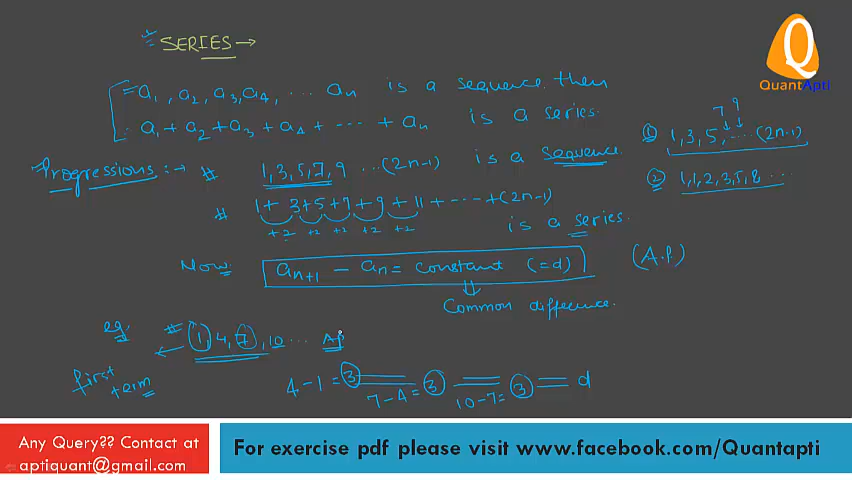 SERIES →
a1, a2, a3, a4, ... an is a sequence then
a1 + a2 + a3 + a4 + ... + an is a series.
Progressions :→ # 1, 3, 5, 7, 9 ... (2n-1) is a Sequence
# 1 + 3 + 5 + 7 + 9 + 11 + ... + (2n-1)
+2 +2 +2 +2 +2
is a series.
Now an+1 - an = constant (=d) (A.P.)
Common difference.
eg. # 1, 4, 7, 10 ... AP
first term
4-1 = 3 7-4 = 3 10-7 = 3 d
7 9
① 1, 3, 5, ... (2n-1)
② 1, 1, 2, 3, 5, 8 ...
QuantApti
Any Query?? Contact at
aptiquant@gmail.com
For exercise pdf please visit www.facebook.com/Quantapti